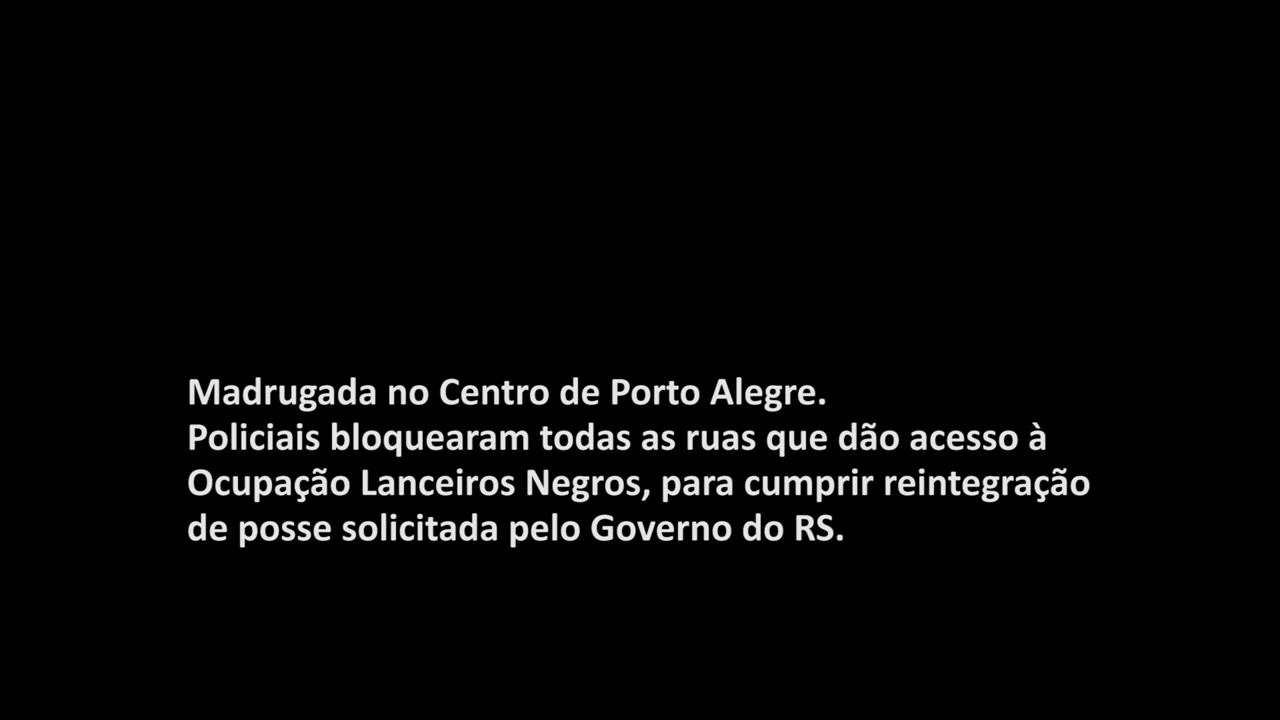 Madrugada no Centro de Porto Alegre.
Policiais bloquearam todas as ruas que dão acesso à
Ocupação Lanceiros Negros, para cumprir reintegração
de posse solicitada pelo Governo do RS.